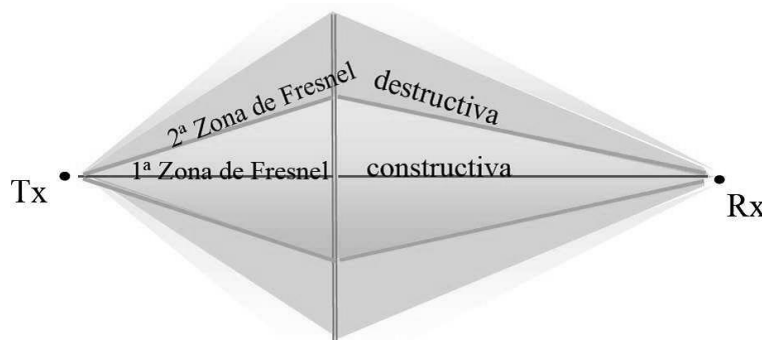 2ª Zona de Fresnel
destructiva
1ª Zona de Fresnel
constructiva
Tx
Rx